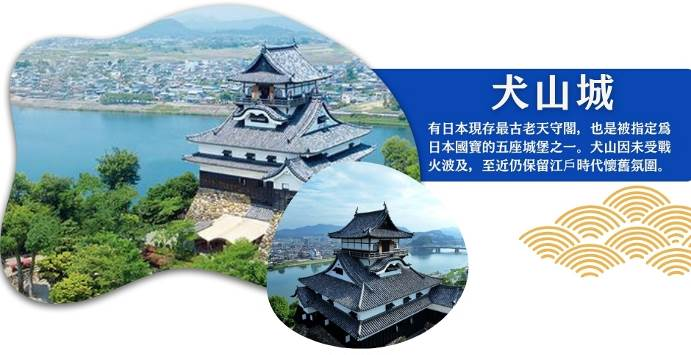 犬山城
有日本現存最古老天守閣，也是被指定為
日本國寶的五座城堡之一。犬山因未受戰
火波及，至近仍保留江戶時代懷舊氛圍。